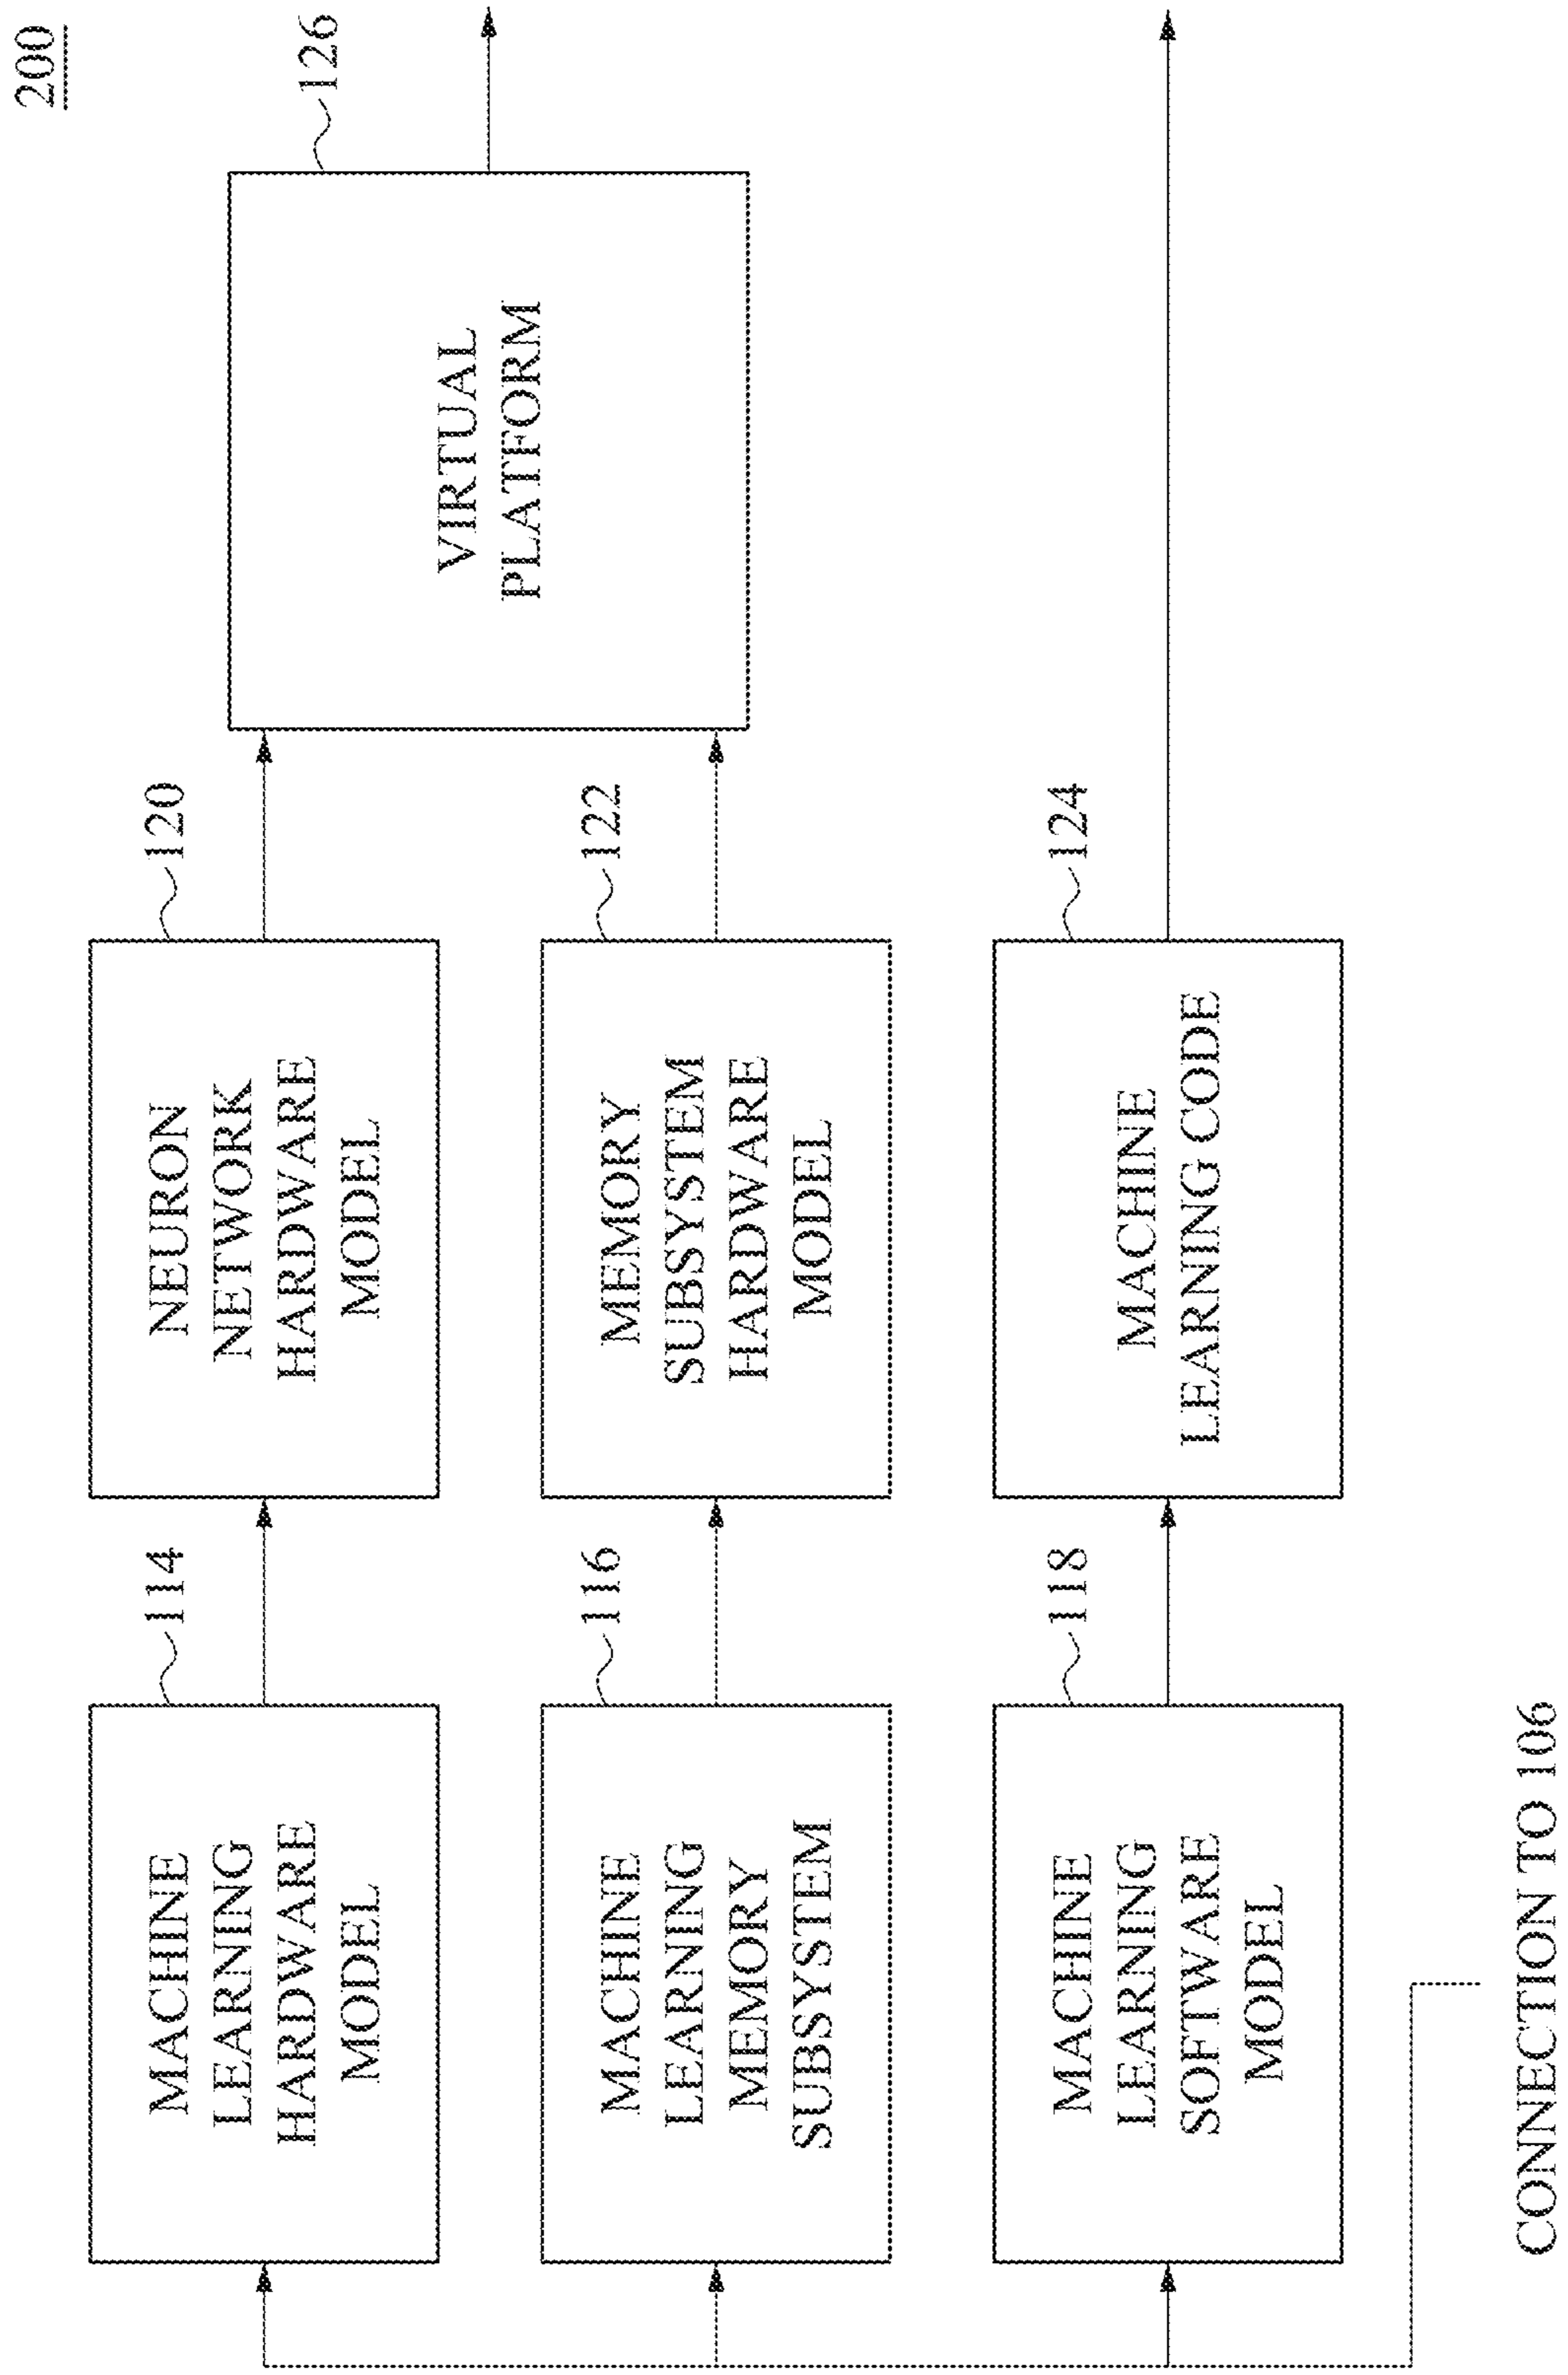 200
114
MACHINE
LEARNING
HARDWARE
MODEL
120
NEURON
NETWORK
HARDWARE
MODEL
126
VIRTUAL
PLATFORM
116
MACHINE
LEARNING
MEMORY
SUBSYSTEM
122
MEMORY
SUBSYSTEM
HARDWARE
MODEL
118
MACHINE
LEARNING
SOFTWARE
MODEL
124
MACHINE
LEARNING CODE
CONNECTION TO 106